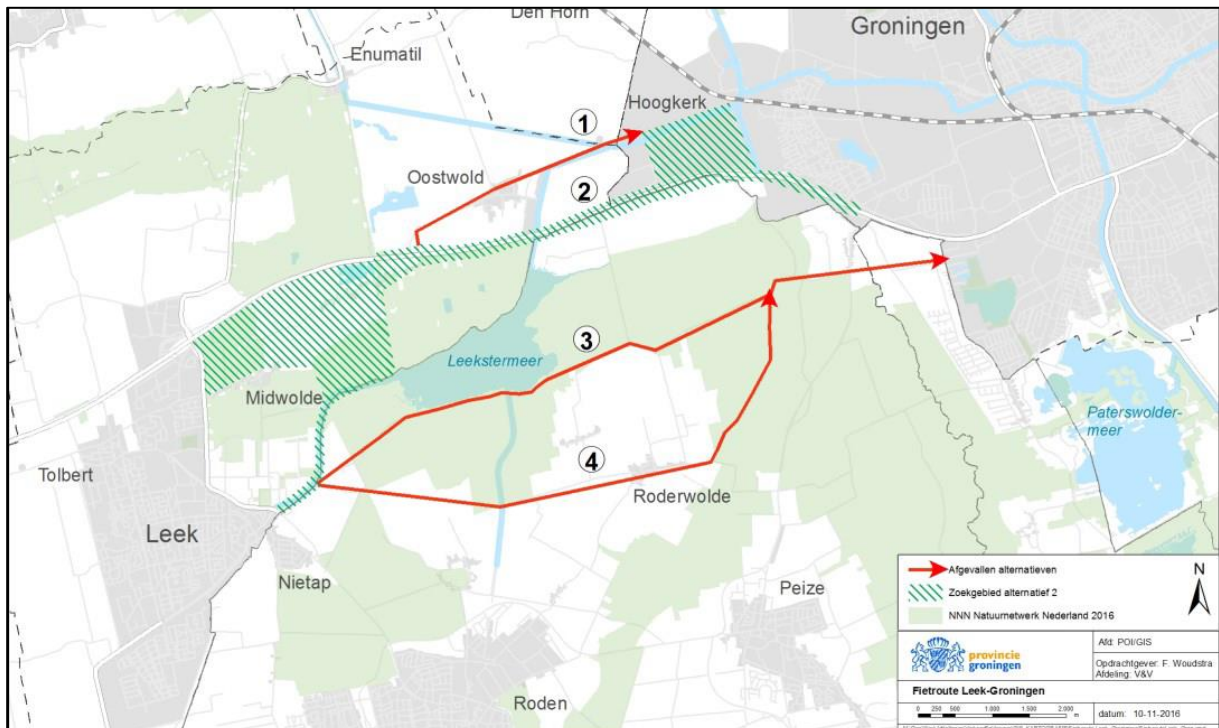 Den Horn
Groningen
Enumatil
Hoogkerk
1
Oostwold
2
3
Leekstermeer
Midwolde
Paterswolder-
meer
4
Tolbert
Roderwolde
Leek
Nietap
Peize
Roden
Afgevallen alternatieven
Zoekgebied alternatief 2
NNN Natuurnetwerk Nederland 2016
N
provincie
groningen
Afd: POI/GIS
Opdrachtgever: F. Woudstra
Afdeling: V&V
Fietroute Leek-Groningen
0 250 500 1.000 1.500 2.000
m
datum: 10-11-2016